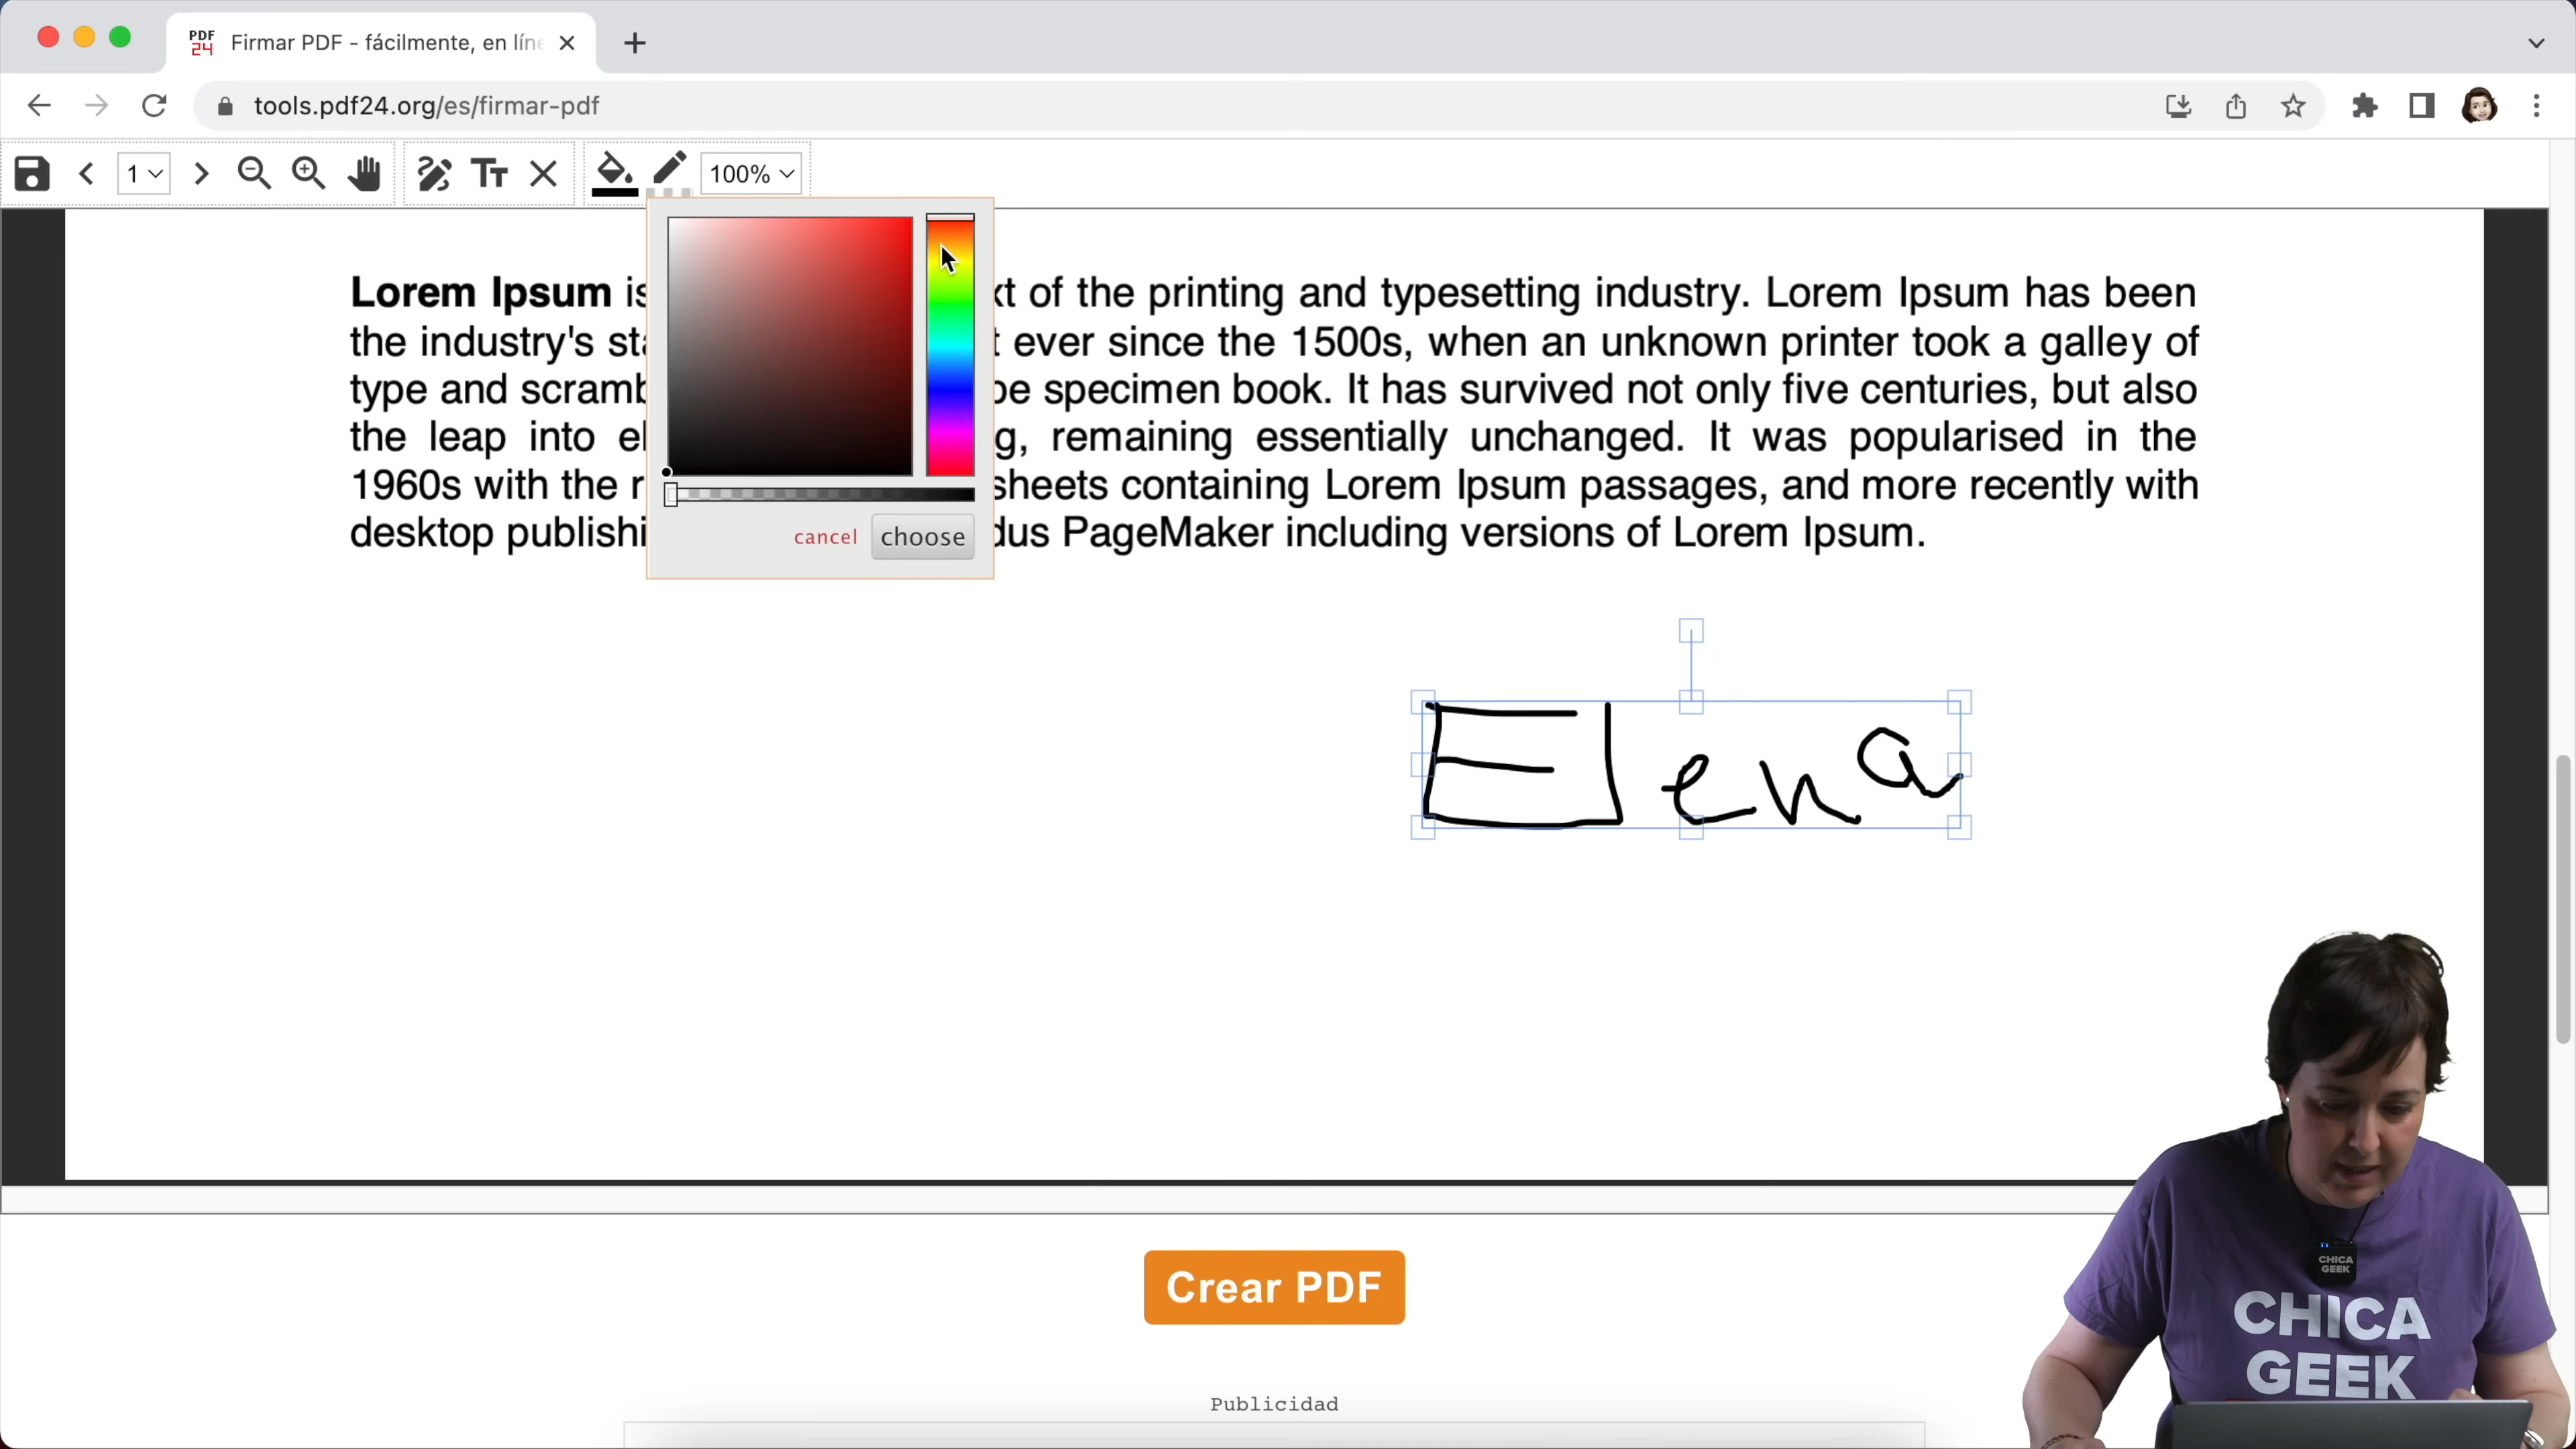 PDF
24
Firmar PDF - fácilmente, en líne
tools.pdf24.org/es/firmar-pdf
1
100%
Lorem Ipsum is xt of the printing and typesetting industry. Lorem Ipsum has been
the industry's sta t ever since the 1500s, when an unknown printer took a galley of
type and scramb pe specimen book. It has survived not only five centuries, but also
the leap into el g, remaining essentially unchanged. It was popularised in the
1960s with the r sheets containing Lorem Ipsum passages, and more recently with
desktop publishi dus PageMaker including versions of Lorem Ipsum.
cancel choose
Elena
Crear PDF
Publicidad
CHICA
GEEK
CHICA
GEEK